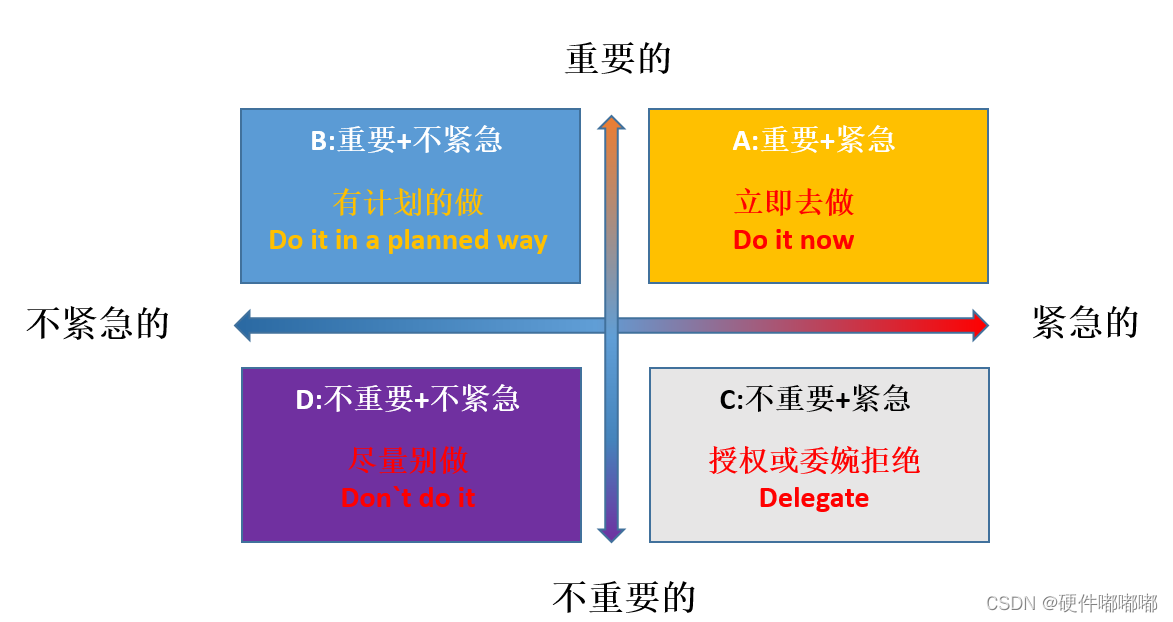 重要的
B:重要+不紧急
有计划的做
Do it in a planned way
A:重要+紧急
立即去做
Do it now
不紧急的
紧急的
D:不重要+不紧急
尽量别做
Don`t do it
C:不重要+紧急
授权或委婉拒绝
Delegate
不重要的
CSDN @硬件嘟嘟嘟